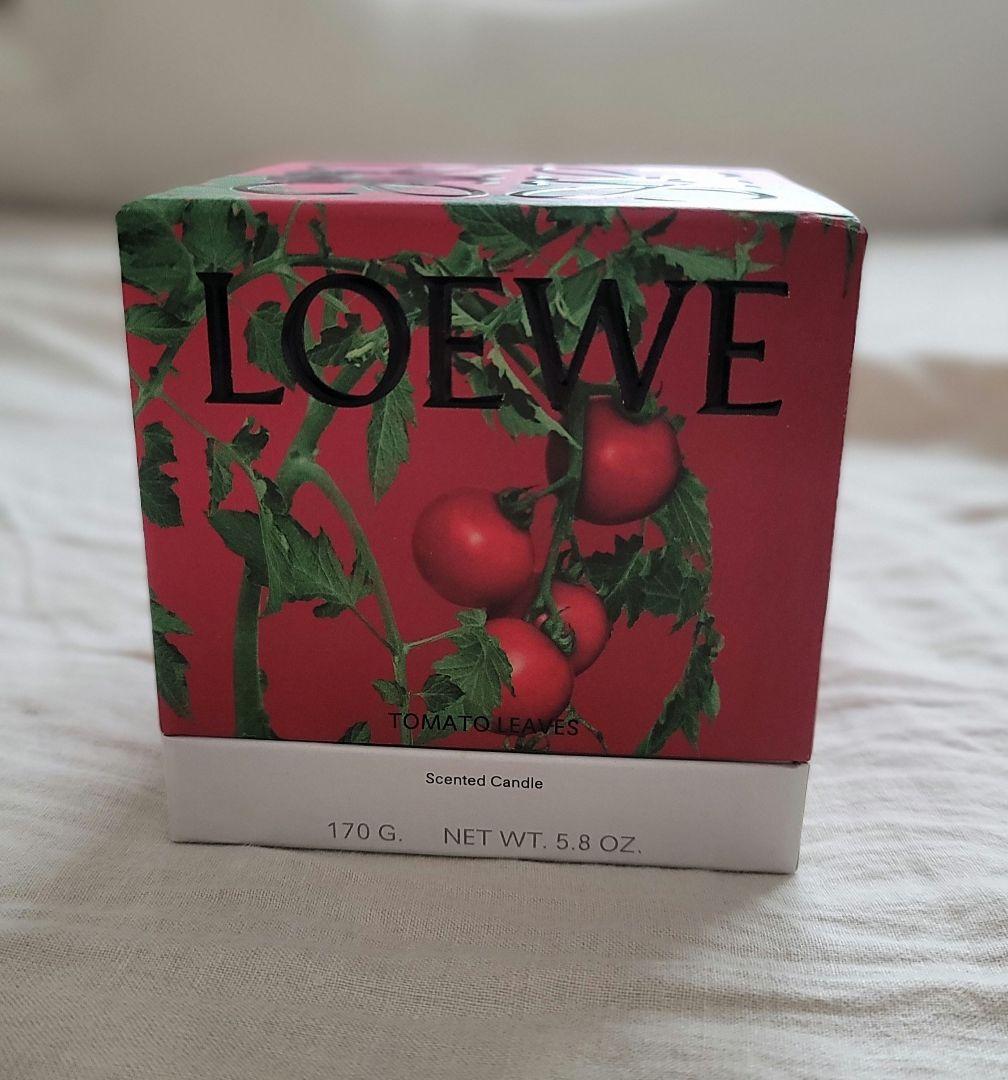 LOEWE
TOMATO LEAVES
Scented Candle
170 G. NET WT. 5.8 OZ.